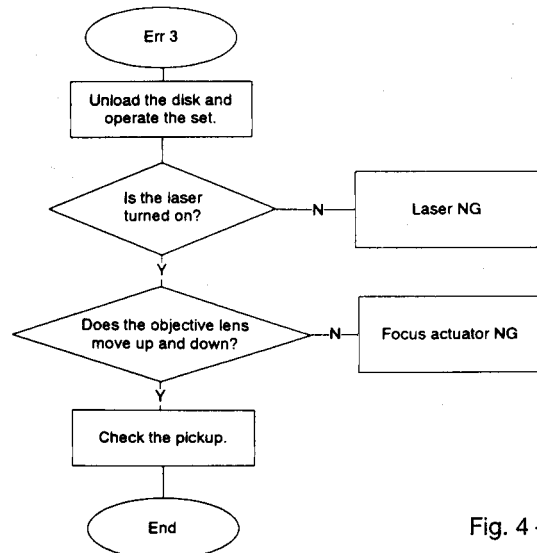 Err 3
Unload the disk and
operate the set.
Is the laser
turned on?
N
Laser NG
Y
Does the objective lens
move up and down?
N
Focus actuator NG
Y
Check the pickup.
End
Fig. 4 -